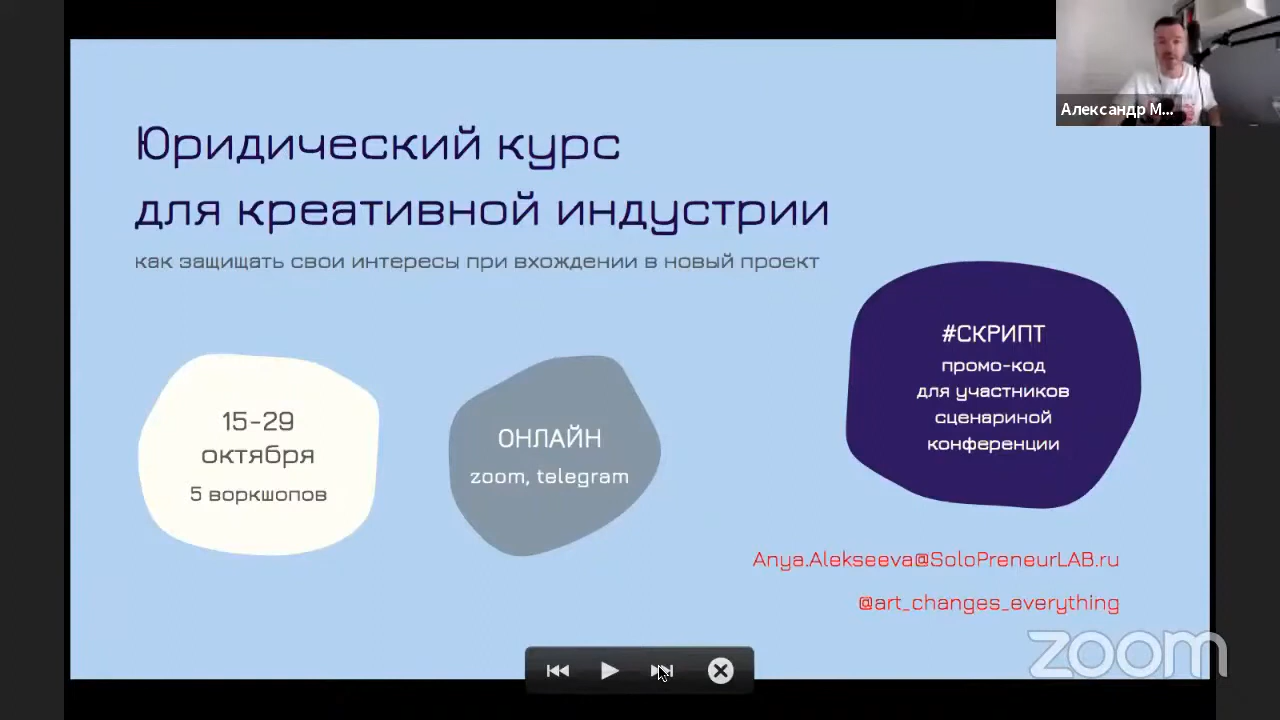 Александр М...
Юридический курс
для креативной индустрии
как защищать свои интересы при вхождении в новый проект
15-29
октября
5 воркшопов
ОНЛАЙН
zoom, telegram
#СКРИПТ
промо-код
для участников
сценариной
конференции
Anya.Alekseeva@SoloPreneurLAB.ru
@art_changes_everything
zoom